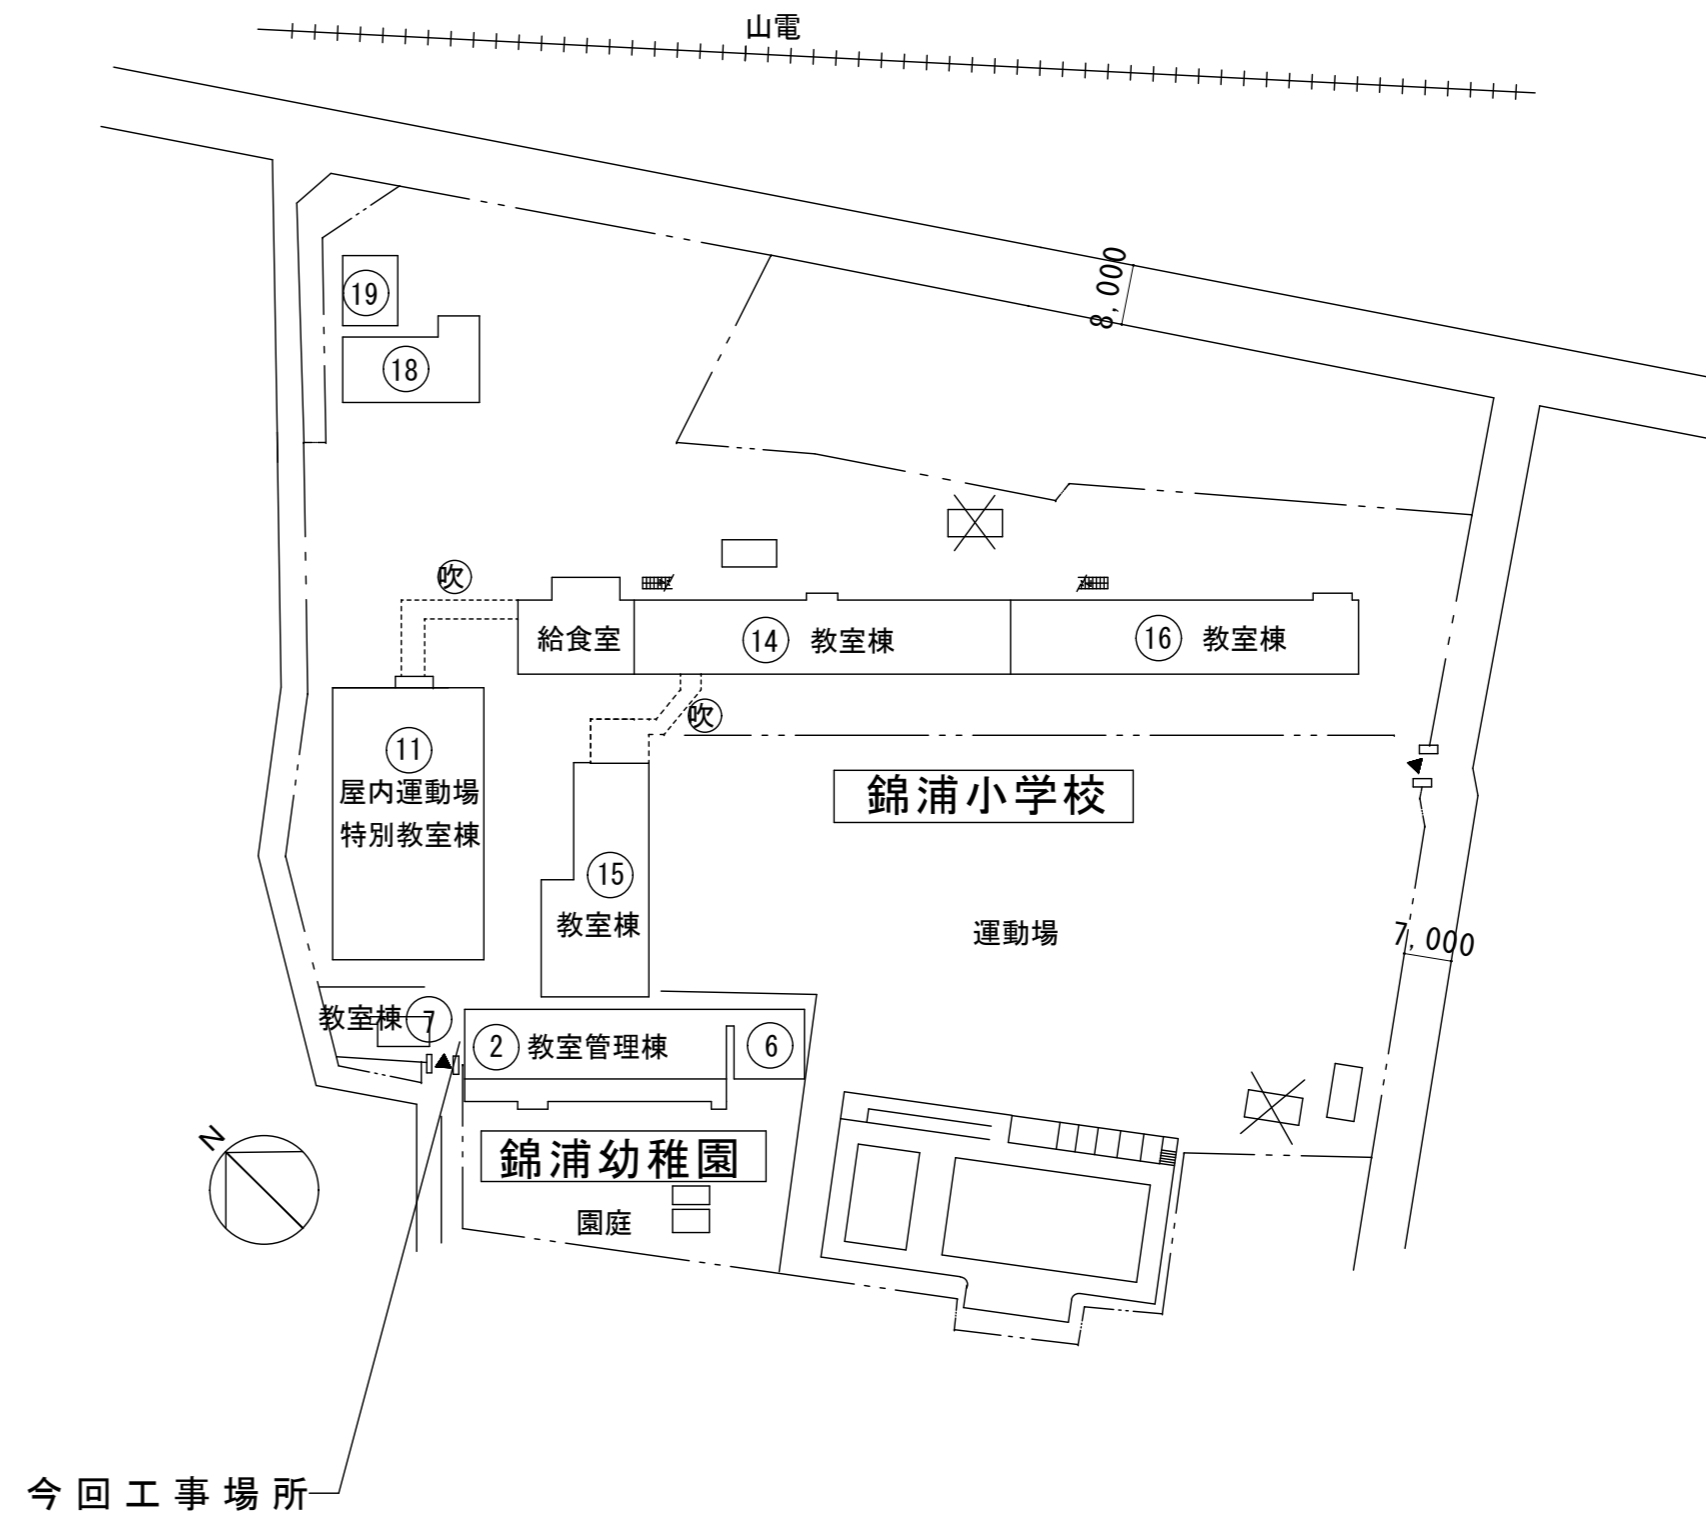 山電
8,000
19
18
吹
給食室
14 教室棟
16 教室棟
吹
11
屋内運動場
特別教室棟
錦浦小学校
15
教室棟
運動場
7,000
教室棟 7
2 教室管理棟
6
錦浦幼稚園
園庭
N
今回工事場所